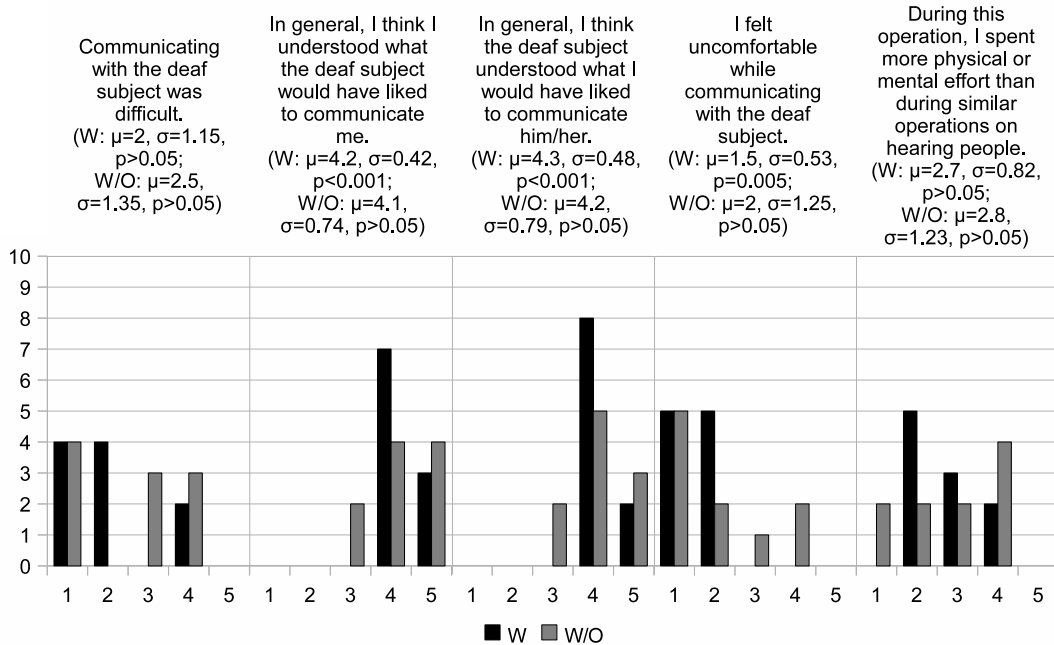 Communicating
with the deaf
subject was
difficult.
(W: μ=2, σ=1.15,
p>0.05;
W/O: μ=2.5,
σ=1.35, p>0.05)
In general, I think I
understood what
the deaf subject
would have liked
to communicate
me.
(W: μ=4.2, σ=0.42,
p<0.001;
W/O: μ=4.1,
σ=0.74, p>0.05)
In general, I think
the deaf subject
understood what I
would have liked
to communicate
him/her.
(W: μ=4.3, σ=0.48,
p<0.001;
W/O: μ=4.2,
σ=0.79, p>0.05)
I felt
uncomfortable
while
communicating
with the deaf
subject.
(W: μ=1.5, σ=0.53,
p=0.005;
W/O: μ=2, σ=1.25,
p>0.05)
During this
operation, I spent
more physical or
mental effort than
during similar
operations on
hearing people.
(W: μ=2.7, σ=0.82,
p>0.05;
W/O: μ=2.8,
σ=1.23, p>0.05)
10
9
8
7
6
5
4
3
2
1
0
1 2 3 4 5 1 2 3 4 5 1 2 3 4 5 1 2 3 4 5 1 2 3 4 5
W W/O